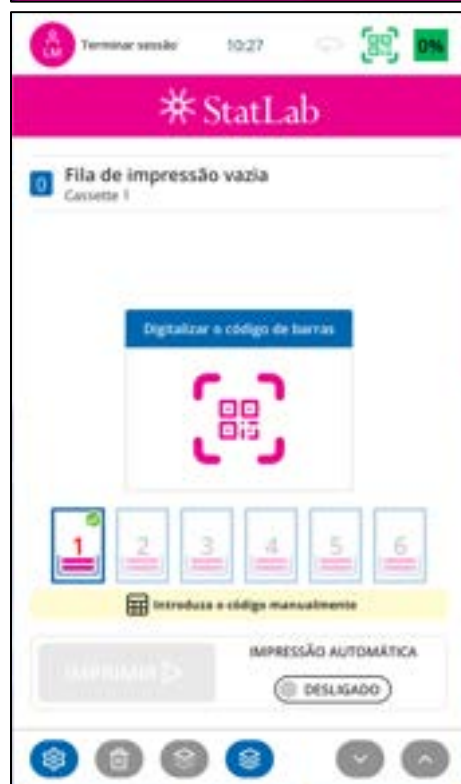 LM Terminar sessão 10:27 0%
StatLab
0 Fila de impressão vazia
Cassette 1
Digitalizar o código de barras
1 2 3 4 5 6
Introduza o código manualmente
IMPRIMIR IMPRESSÃO AUTOMÁTICA
DESLIGADO